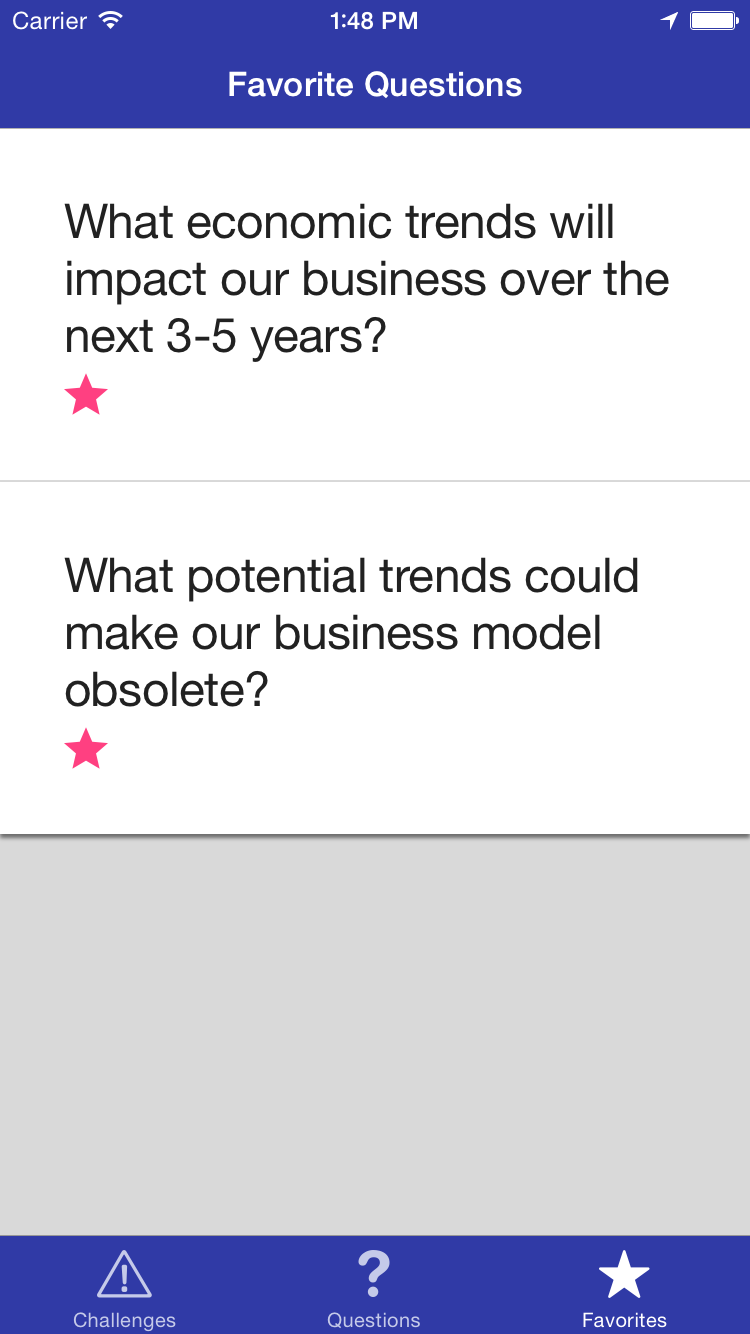 Carrier 1:48 PM
Favorite Questions
What economic trends will
impact our business over the
next 3-5 years?
What potential trends could
make our business model
obsolete?
Challenges Questions Favorites